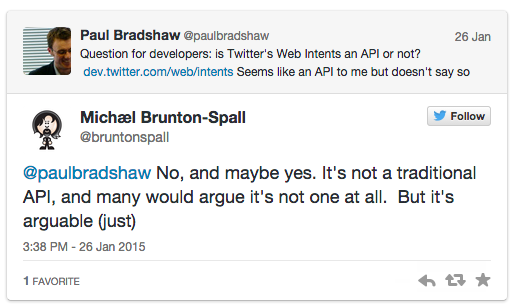 Paul Bradshaw @paulbradshaw 26 Jan
Question for developers: is Twitter's Web Intents an API or not?
dev.twitter.com/web/intents Seems like an API to me but doesn't say so
Michæl Brunton-Spall Follow
@bruntonspall
@paulbradshaw No, and maybe yes. It's not a traditional
API, and many would argue it's not one at all.  But it's
arguable (just)
3:38 PM - 26 Jan 2015
1 FAVORITE